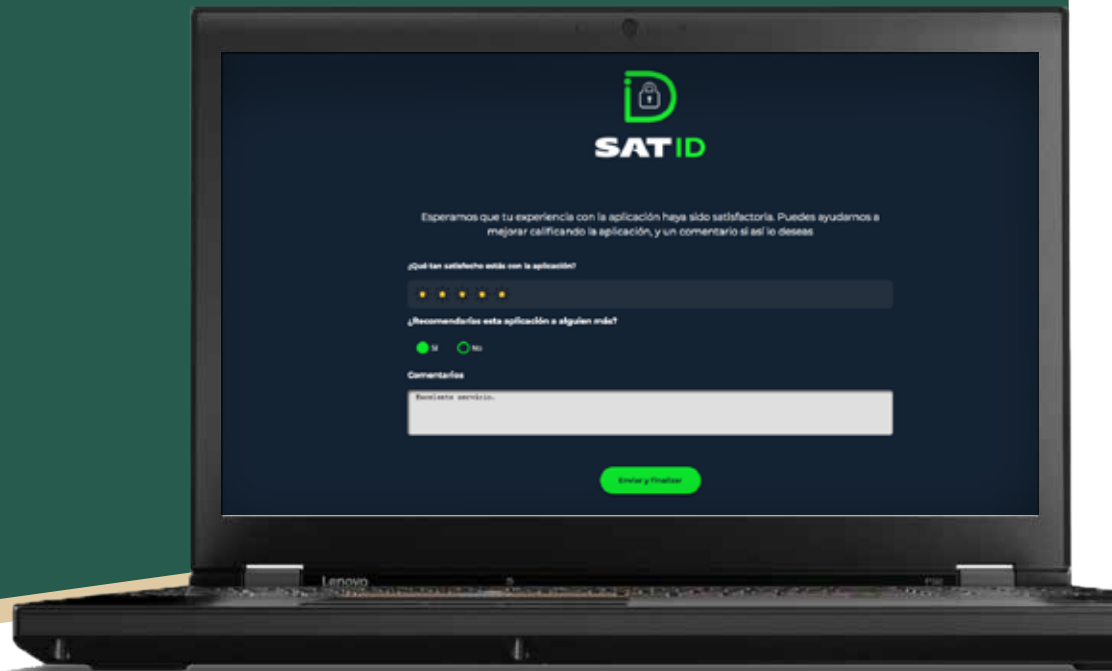 SATID
Esperamos que tu experiencia con la aplicación haya sido satisfactoria. Puedes ayudarnos a
mejorar calificando la aplicación, y un comentario si así lo deseas
¿Qué tan satisfecho estás con la aplicación?
¿Recomendarías esta aplicación a alguien más?
Sí No
Comentarios
Excelente servicio.
Enviar y Finalizar
Lenovo